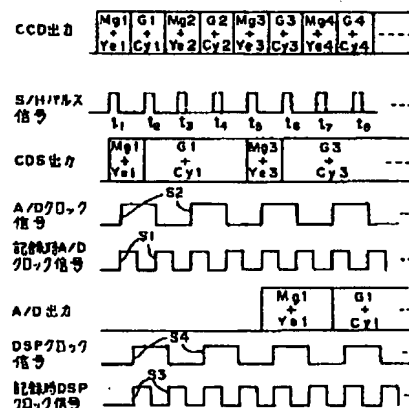 CCD出力 Mg1+Ye1 G1+Cy1 Mg2+Ye2 G2+Cy2 Mg3+Ye3 G3+Cy3 Mg4+Ye4 G4+Cy4
S/Hパルス
信号
t1 t2 t3 t4 t5 t6 t7 t8
CDS出力 Mg1+Ye1 G1+Cy1 Mg3+Ye3 G3+Cy3
S2
A/Dクロック
信号
S1
記録時A/D
クロック信号
A/D出力 Mg1+Ye1 G1+Cy1
S4
DSPクロック
信号
S3
記録時DSP
クロック信号